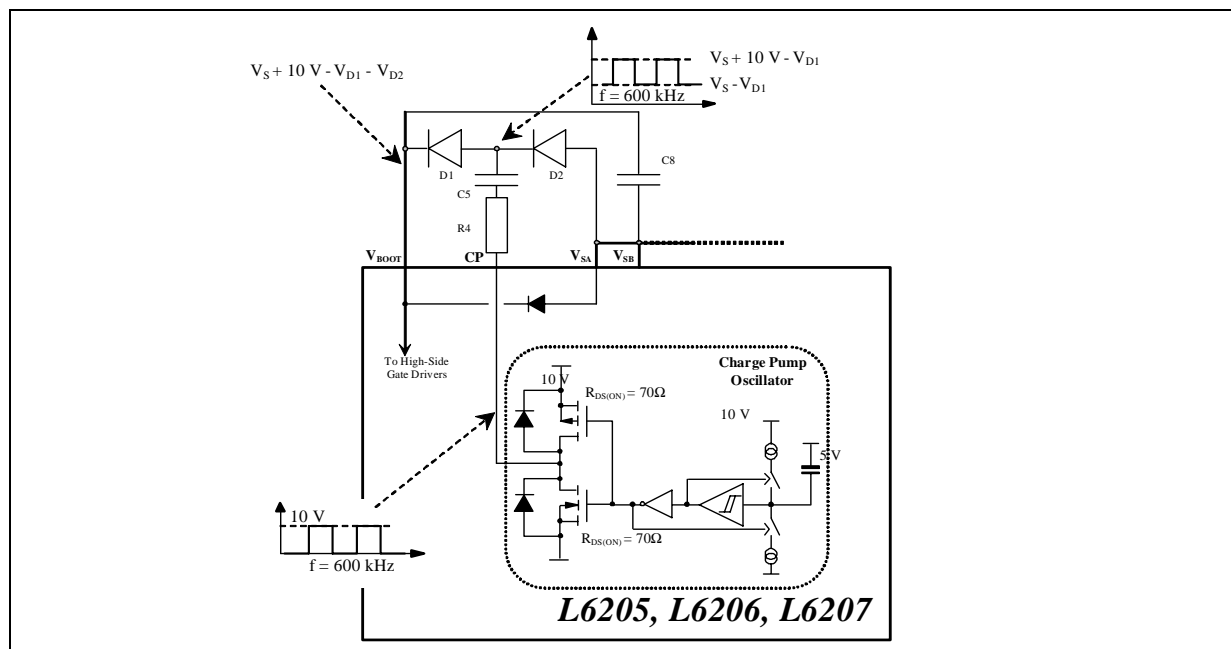 V_S + 10 V - V_D1
V_S + 10 V - V_D1 - V_D2
V_S - V_D1
f = 600 kHz
C8
D1
D2
C5
R4
V_BOOT
CP
V_SA
V_SB
To High-Side
Gate Drivers
Charge Pump
Oscillator
10 V
R_DS(ON) = 70Ω
10 V
5 V
10 V
R_DS(ON) = 70Ω
f = 600 kHz
L6205, L6206, L6207